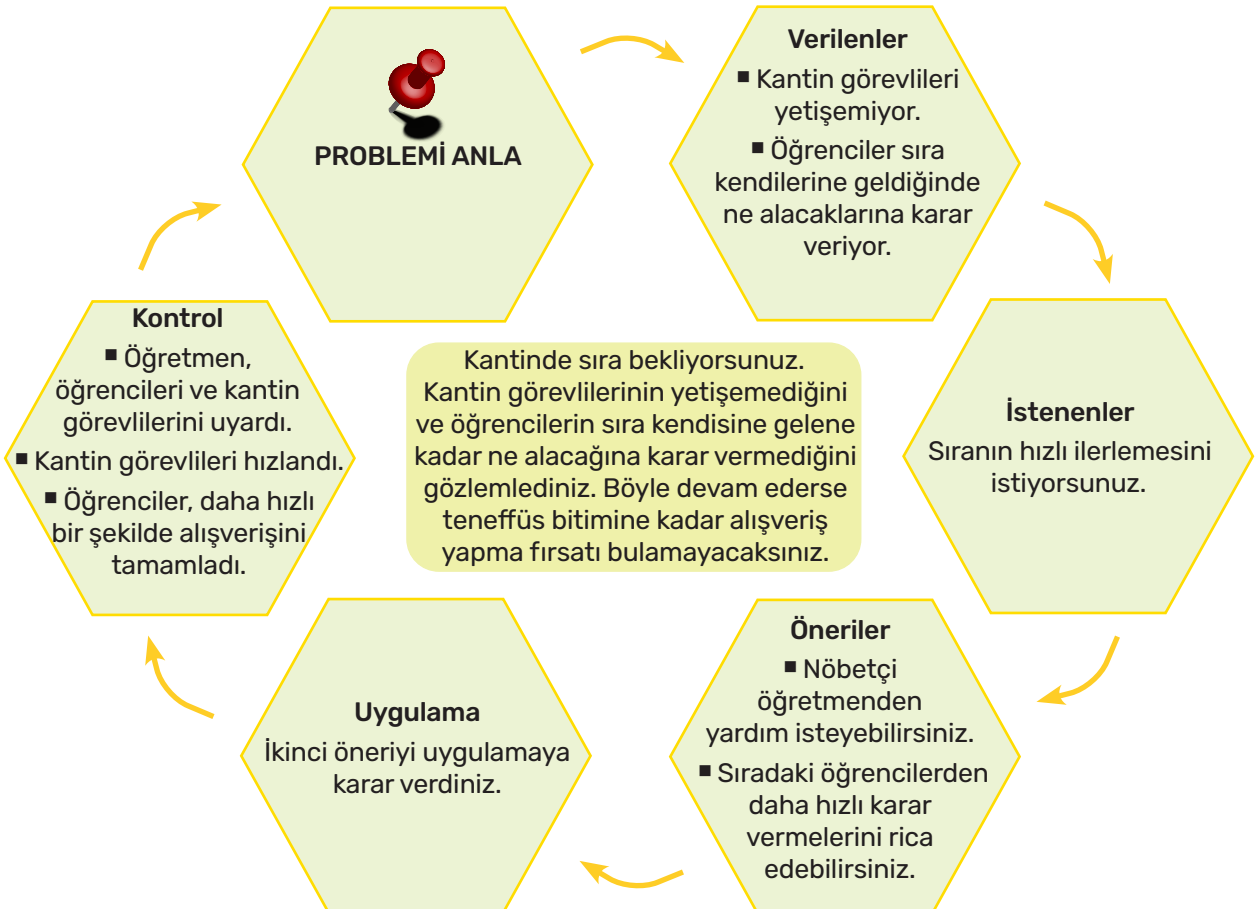 PROBLEMİ ANLA
Verilenler
▪ Kantin görevlileri
yetişemiyor.
▪ Öğrenciler sıra
kendilerine geldiğinde
ne alacaklarına karar
veriyor.
İstenenler
Sıranın hızlı ilerlemesini
istiyorsunuz.
Öneriler
▪ Nöbetçi
öğretmenden
yardım isteyebilirsiniz.
▪ Sıradaki öğrencilerden
daha hızlı karar
vermelerini rica
edebilirsiniz.
Uygulama
İkinci öneriyi uygulamaya
karar verdiniz.
Kontrol
▪ Öğretmen,
öğrencileri ve kantin
görevlilerini uyardı.
▪ Kantin görevlileri hızlandı.
▪ Öğrenciler, daha hızlı
bir şekilde alışverişini
tamamladı.
Kantinde sıra bekliyorsunuz.
Kantin görevlilerinin yetişemediğini
ve öğrencilerin sıra kendisine gelene
kadar ne alacağına karar vermediğini
gözlemlediniz. Böyle devam ederse
teneffüs bitimine kadar alışveriş
yapma fırsatı bulamayacaksınız.